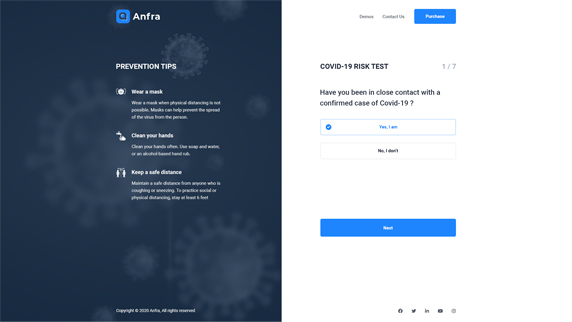 Anfra
Demos
Contact Us
Purchase
PREVENTION TIPS
Wear a mask
Wear a mask when physical distancing is not
possible. Masks can help prevent the spread
of the virus from the person.
Clean your hands
Clean your hands often. Use soap and water,
or an alcohol-based hand rub.
Keep a safe distance
Maintain a safe distance from anyone who is
coughing or sneezing. To practice social or
physical distancing, stay at least 6 feet
Copyright © 2020 Anfra, All rights reserved.
COVID-19 RISK TEST
1 / 7
Have you been in close contact with a
confirmed case of Covid-19 ?
Yes, I am
No, I don't
Next